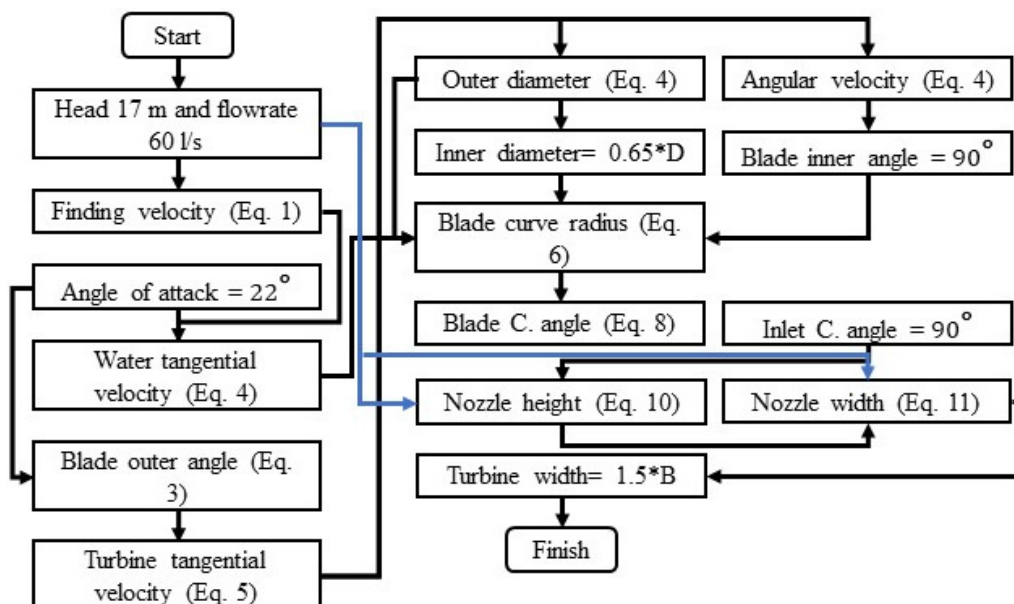 Start
Head 17 m and flowrate
60 l/s
Finding velocity (Eq. 1)
Angle of attack = 22°
Water tangential
velocity (Eq. 4)
Blade outer angle (Eq.
3)
Turbine tangential
velocity (Eq. 5)
Outer diameter (Eq. 4)
Inner diameter= 0.65*D
Blade curve radius (Eq.
6)
Blade C. angle (Eq. 8)
Nozzle height (Eq. 10)
Turbine width= 1.5*B
Finish
Angular velocity (Eq. 4)
Blade inner angle = 90°
Inlet C. angle = 90°
Nozzle width (Eq. 11)